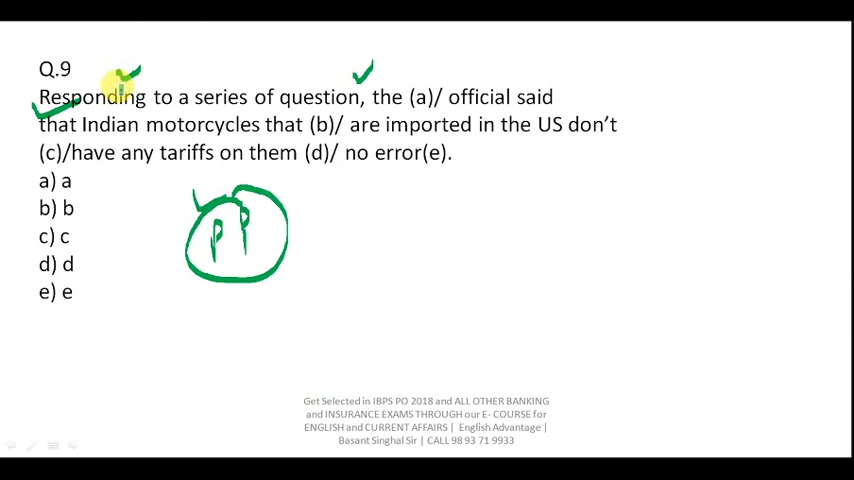 Q.9
Responding to a series of question, the (a)/ official said
that Indian motorcycles that (b)/ are imported in the US don't
(c)/have any tariffs on them (d)/ no error(e).
a) a
b) b
c) c
d) d
e) e
PP
Get Selected in IBPS PO 2018 and ALL OTHER BANKING
and INSURANCE EXAMS THROUGH our E- COURSE for
ENGLISH and CURRENT AFFAIRS | English Advantage |
Basant Singhal Sir | CALL 98 93 71 9933